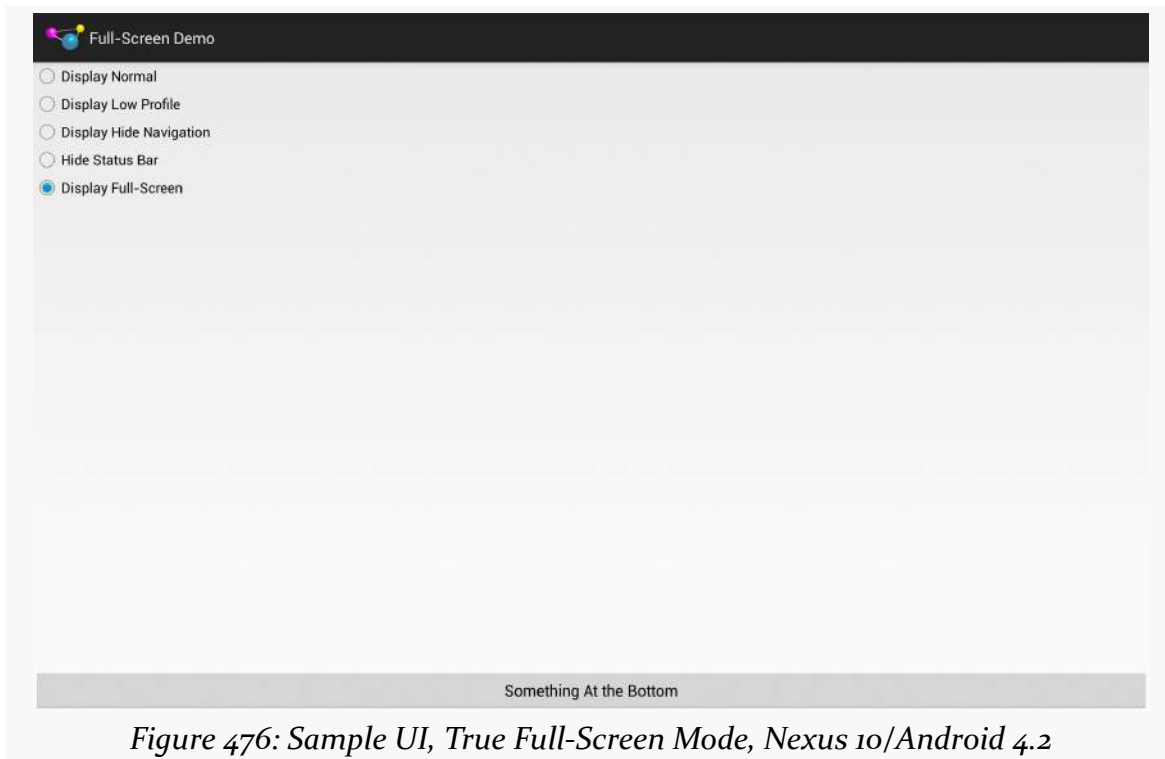 Full-Screen Demo
Display Normal
Display Low Profile
Display Hide Navigation
Hide Status Bar
Display Full-Screen
Something At the Bottom
Figure 476: Sample UI, True Full-Screen Mode, Nexus 10/Android 4.2